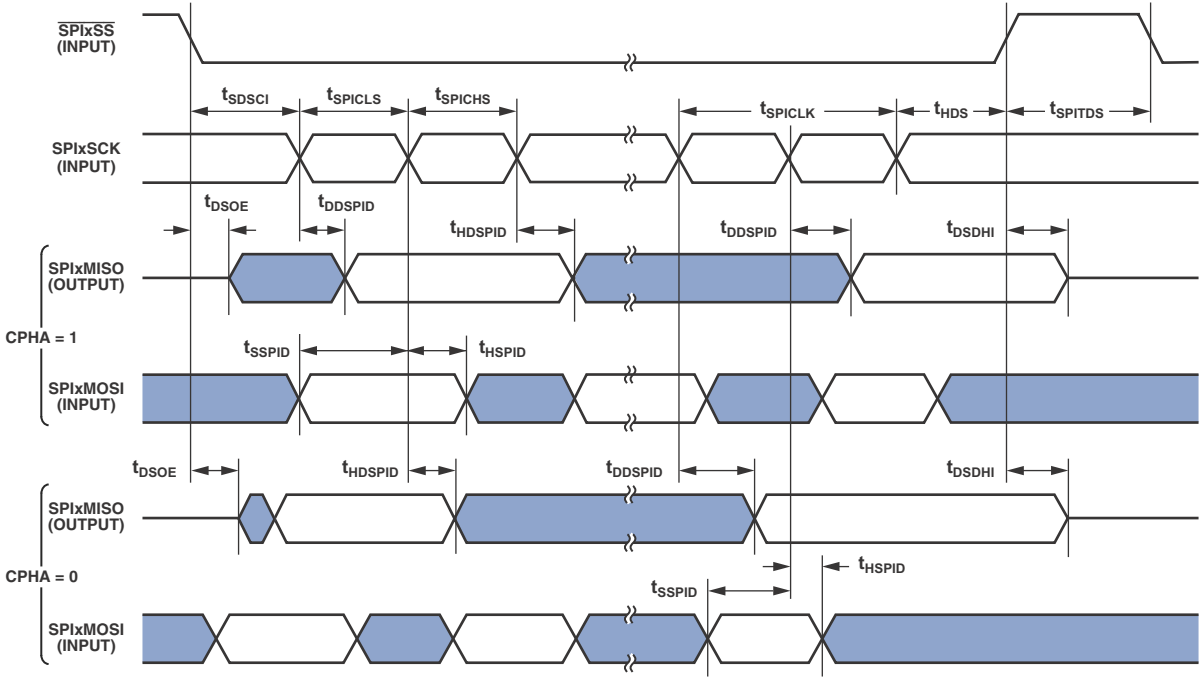 SPIxSS
(INPUT)
tSDSCI
tSPICLS
tSPICHS
tSPICLK
tHDS
tSPITDS
SPIxSCK
(INPUT)
tDSOE
tDDSPID
tHDSPID
tDDSPID
tDSDHI
SPIxMISO
(OUTPUT)
CPHA = 1
tSSPID
tHSPID
SPIxMOSI
(INPUT)
tDSOE
tHDSPID
tDDSPID
tDSDHI
SPIxMISO
(OUTPUT)
CPHA = 0
tHSPID
tSSPID
SPIxMOSI
(INPUT)